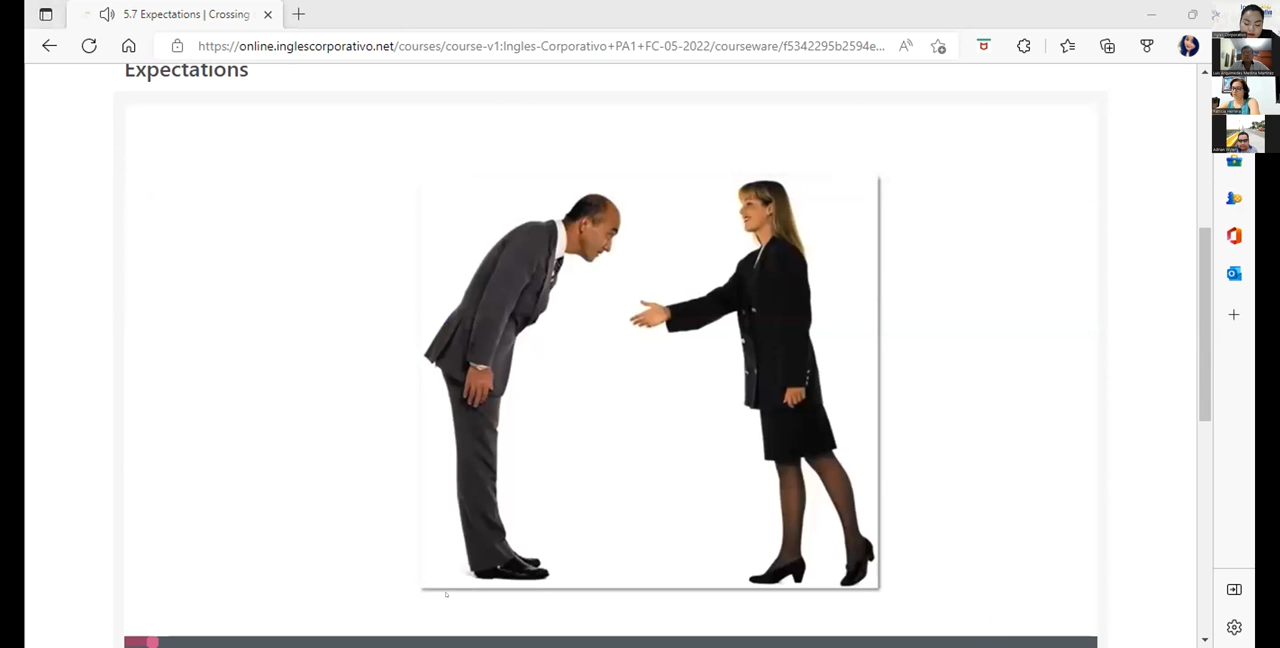 5.7 Expectations | Crossing
https://online.inglescorporativo.net/courses/course-v1:Ingles-Corporativo+PA1+FC-05-2022/courseware/f5342295b2594e...
Expectations